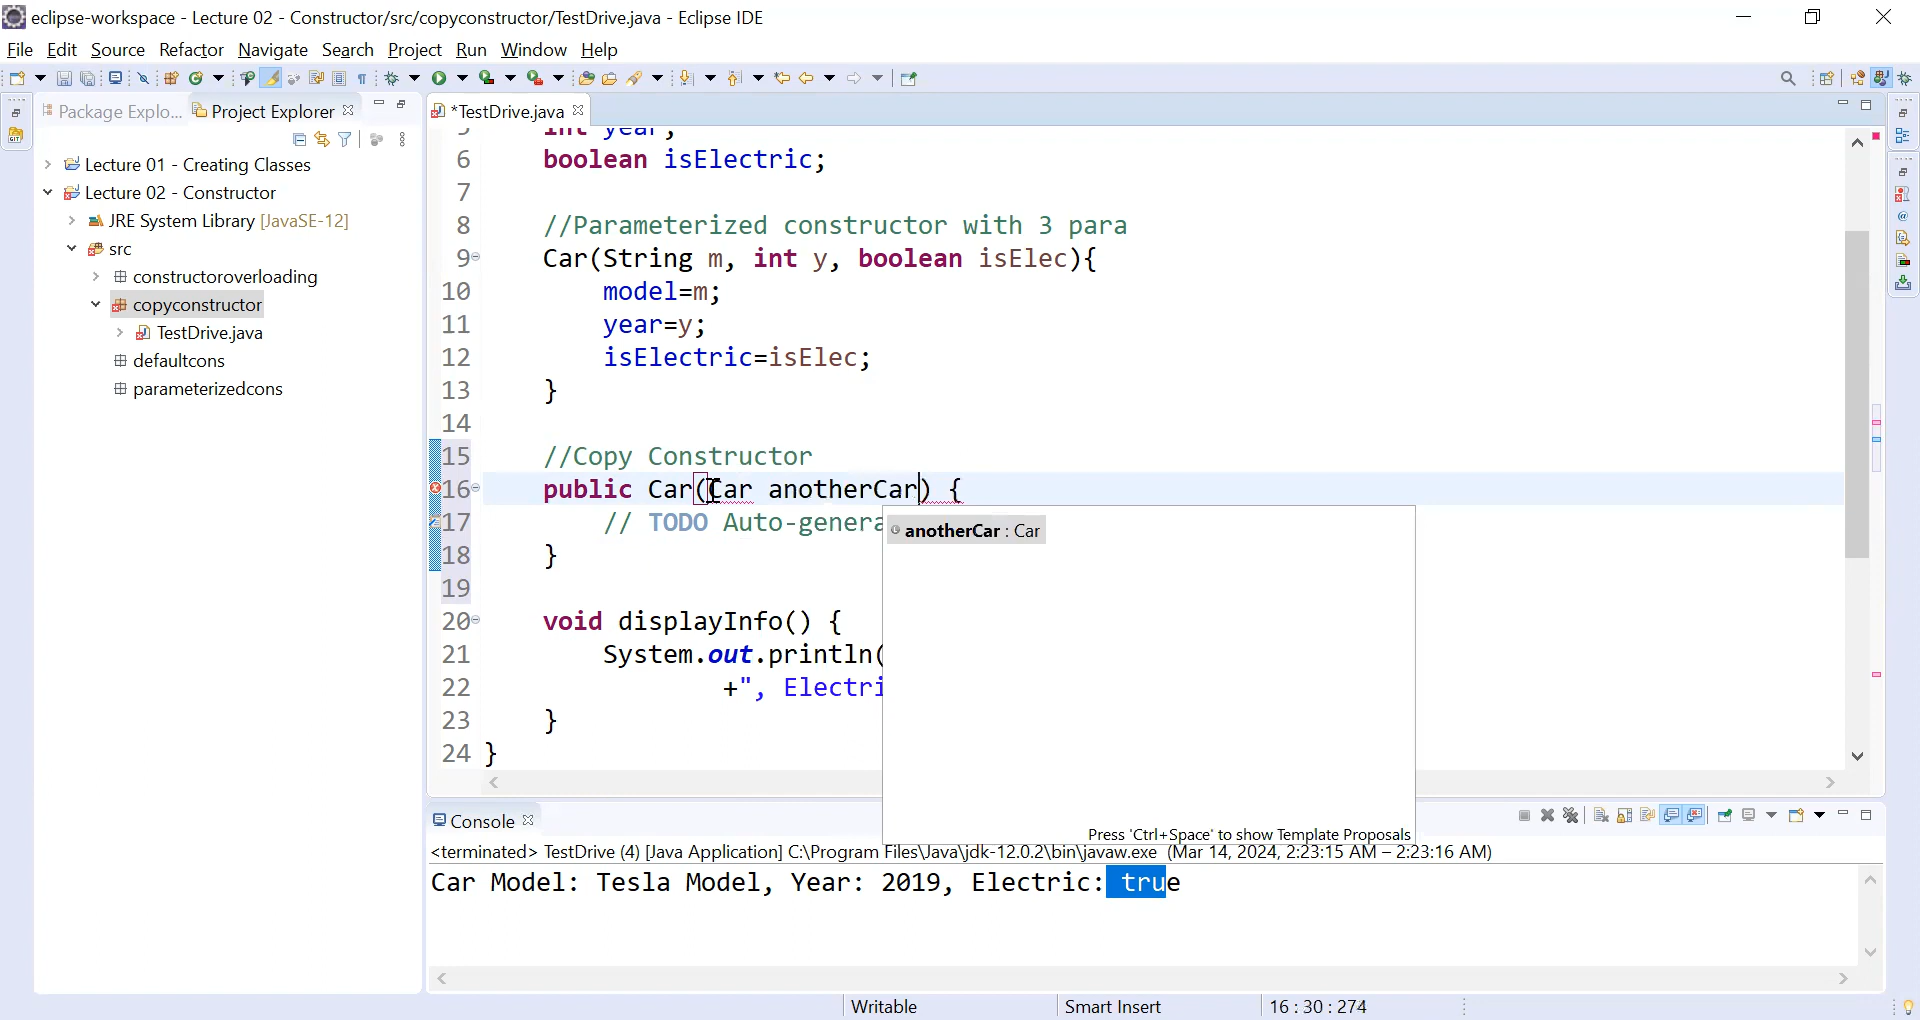 eclipse-workspace - Lecture 02 - Constructor/src/copyconstructor/TestDrive.java - Eclipse IDE
File Edit Source Refactor Navigate Search Project Run Window Help
Package Explo... Project Explorer
*TestDrive.java
Lecture 01 - Creating Classes
Lecture 02 - Constructor
JRE System Library [JavaSE-12]
src
constructoroverloading
copyconstructor
TestDrive.java
defaultcons
parameterizedcons
5 int year;
6 boolean isElectric;
7
8 //Parameterized constructor with 3 para
9 Car(String m, int y, boolean isElec){
10 model=m;
11 year=y;
12 isElectric=isElec;
13 }
14
15 //Copy Constructor
16 public Car(Car anotherCar) {
17 // TODO Auto-genera
18 }
19
20 void displayInfo() {
21 System.out.println(
22 +", Electri
23 }
24 }
anotherCar : Car
Press 'Ctrl+Space' to show Template Proposals
Console
<terminated> TestDrive (4) [Java Application] C:\Program Files\Java\jdk-12.0.2\bin\javaw.exe (Mar 14, 2024, 2:23:15 AM – 2:23:16 AM)
Car Model: Tesla Model, Year: 2019, Electric: true
Writable
Smart Insert
16 : 30 : 274